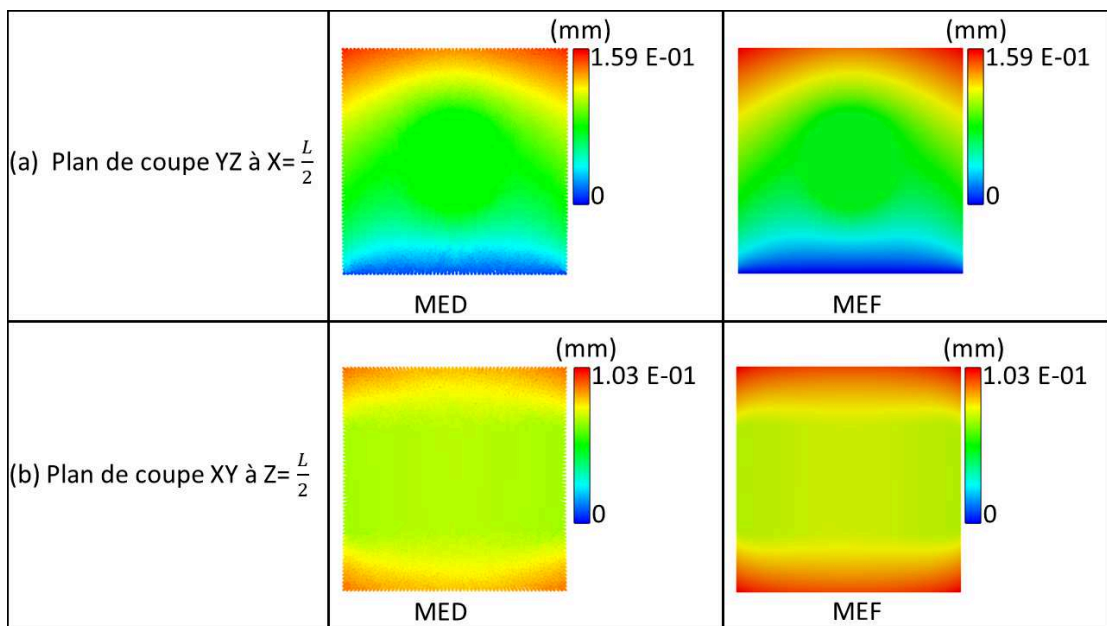 (mm)
1.59 E-01
0
MED
(mm)
1.59 E-01
0
MEF
(a) Plan de coupe YZ à X= L/2
(mm)
1.03 E-01
0
MED
(mm)
1.03 E-01
0
MEF
(b) Plan de coupe XY à Z= L/2